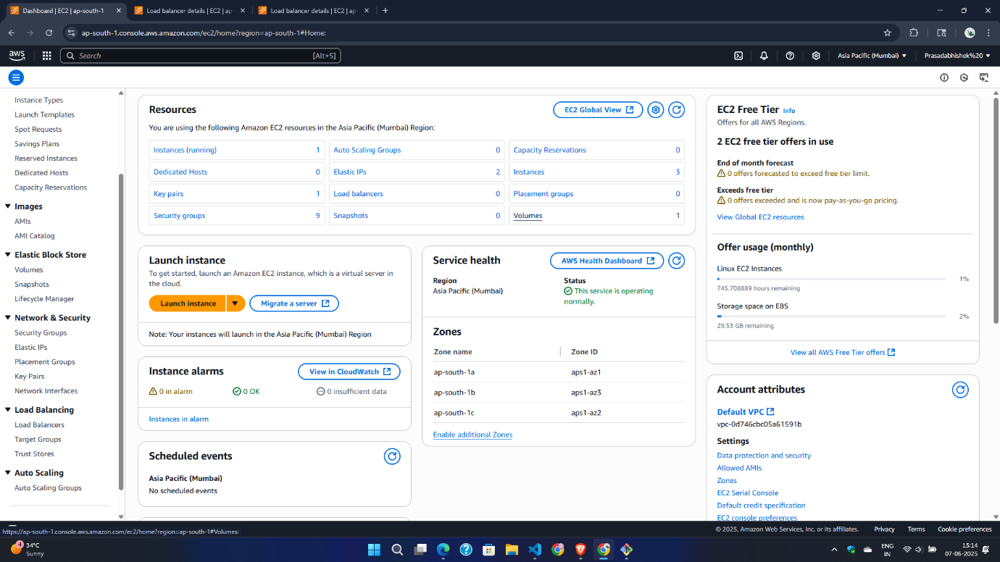 Dashboard | EC2 | ap-south-1
Load balancer details | EC2 | ap-
Load balancer details | EC2 | ap-
ap-south-1.console.aws.amazon.com/ec2/home?region=ap-south-1#Home:
aws
Search
[Alt+S]
Asia Pacific (Mumbai)
Prasadabhishek%20
Instance Types
Launch Templates
Spot Requests
Savings Plans
Reserved Instances
Dedicated Hosts
Capacity Reservations
Images
AMIs
AMI Catalog
Elastic Block Store
Volumes
Snapshots
Lifecycle Manager
Network & Security
Security Groups
Elastic IPs
Placement Groups
Key Pairs
Network Interfaces
Load Balancing
Load Balancers
Target Groups
Trust Stores
Auto Scaling
Auto Scaling Groups
Resources
EC2 Global View
You are using the following Amazon EC2 resources in the Asia Pacific (Mumbai) Region:
Instances (running) 1
Auto Scaling Groups 0
Capacity Reservations 0
Dedicated Hosts 0
Elastic IPs 2
Instances 3
Key pairs 1
Load balancers 0
Placement groups 0
Security groups 9
Snapshots 0
Volumes 1
Launch instance
To get started, launch an Amazon EC2 instance, which is a virtual server in
the cloud.
Launch instance
Migrate a server
Note: Your instances will launch in the Asia Pacific (Mumbai) Region
Instance alarms
View in CloudWatch
0 in alarm
0 OK
0 insufficient data
Instances in alarm
Scheduled events
Asia Pacific (Mumbai)
No scheduled events
Service health
AWS Health Dashboard
Region
Asia Pacific (Mumbai)
Status
This service is operating
normally.
Zones
Zone name
Zone ID
ap-south-1a
aps1-az1
ap-south-1b
aps1-az3
ap-south-1c
aps1-az2
Enable additional Zones
EC2 Free Tier Info
Offers for all AWS Regions.
2 EC2 free tier offers in use
End of month forecast
0 offers forecasted to exceed free tier limit.
Exceeds free tier
0 offers exceeded and is now pay-as-you-go pricing.
View Global EC2 resources
Offer usage (monthly)
Linux EC2 Instances
1%
745.708889 hours remaining
Storage space on EBS
2%
29.53 GB remaining
View all AWS Free Tier offers
Account attributes
Default VPC
vpc-0d746cbc05a61591b
Settings
Data protection and security
Allowed AMIs
Zones
EC2 Serial Console
Default credit specification
EC2 console preferences
https://ap-south-1.console.aws.amazon.com/ec2/home?region=ap-south-1#Volumes:
© 2025, Amazon Web Services, Inc. or its affiliates.
Privacy
Terms
Cookie preferences
4
34°C
Sunny
ENG
IN
15:14
07-06-2025